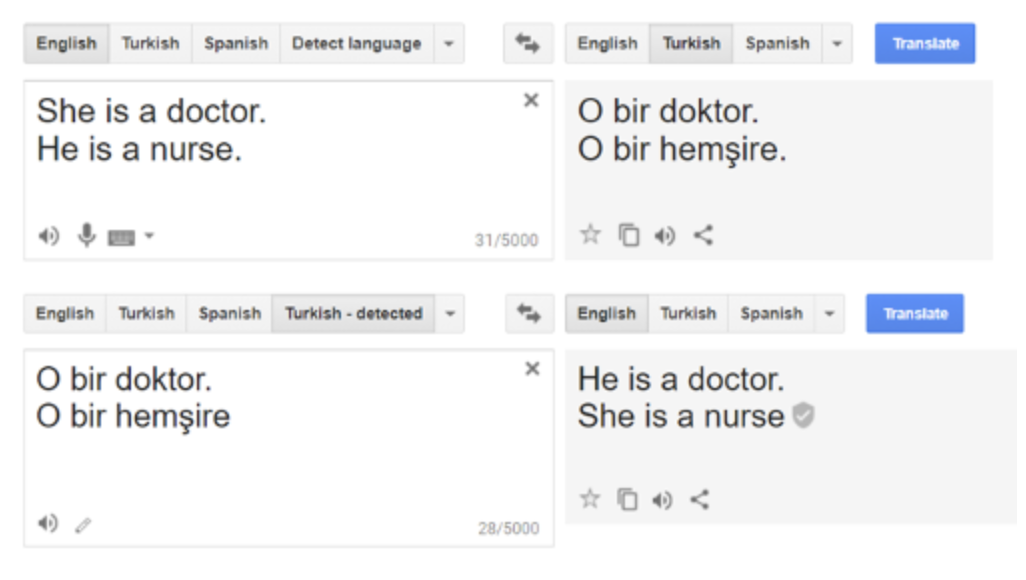 English Turkish Spanish Detect language English Turkish Spanish Translate
She is a doctor. O bir doktor.
He is a nurse. O bir hemşire.
31/5000
English Turkish Spanish Turkish - detected English Turkish Spanish Translate
O bir doktor. He is a doctor.
O bir hemşire She is a nurse
28/5000